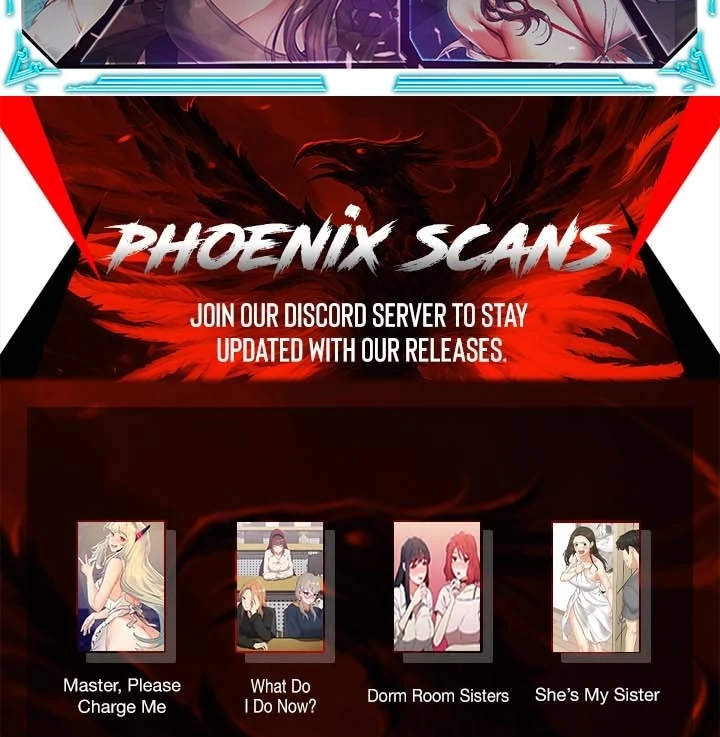 PHOENIX SCANS
JOIN OUR DISCORD SERVER TO STAY
UPDATED WITH OUR RELEASES.
Master, Please
Charge Me
What Do
I Do Now?
Dorm Room Sisters
She's My Sister